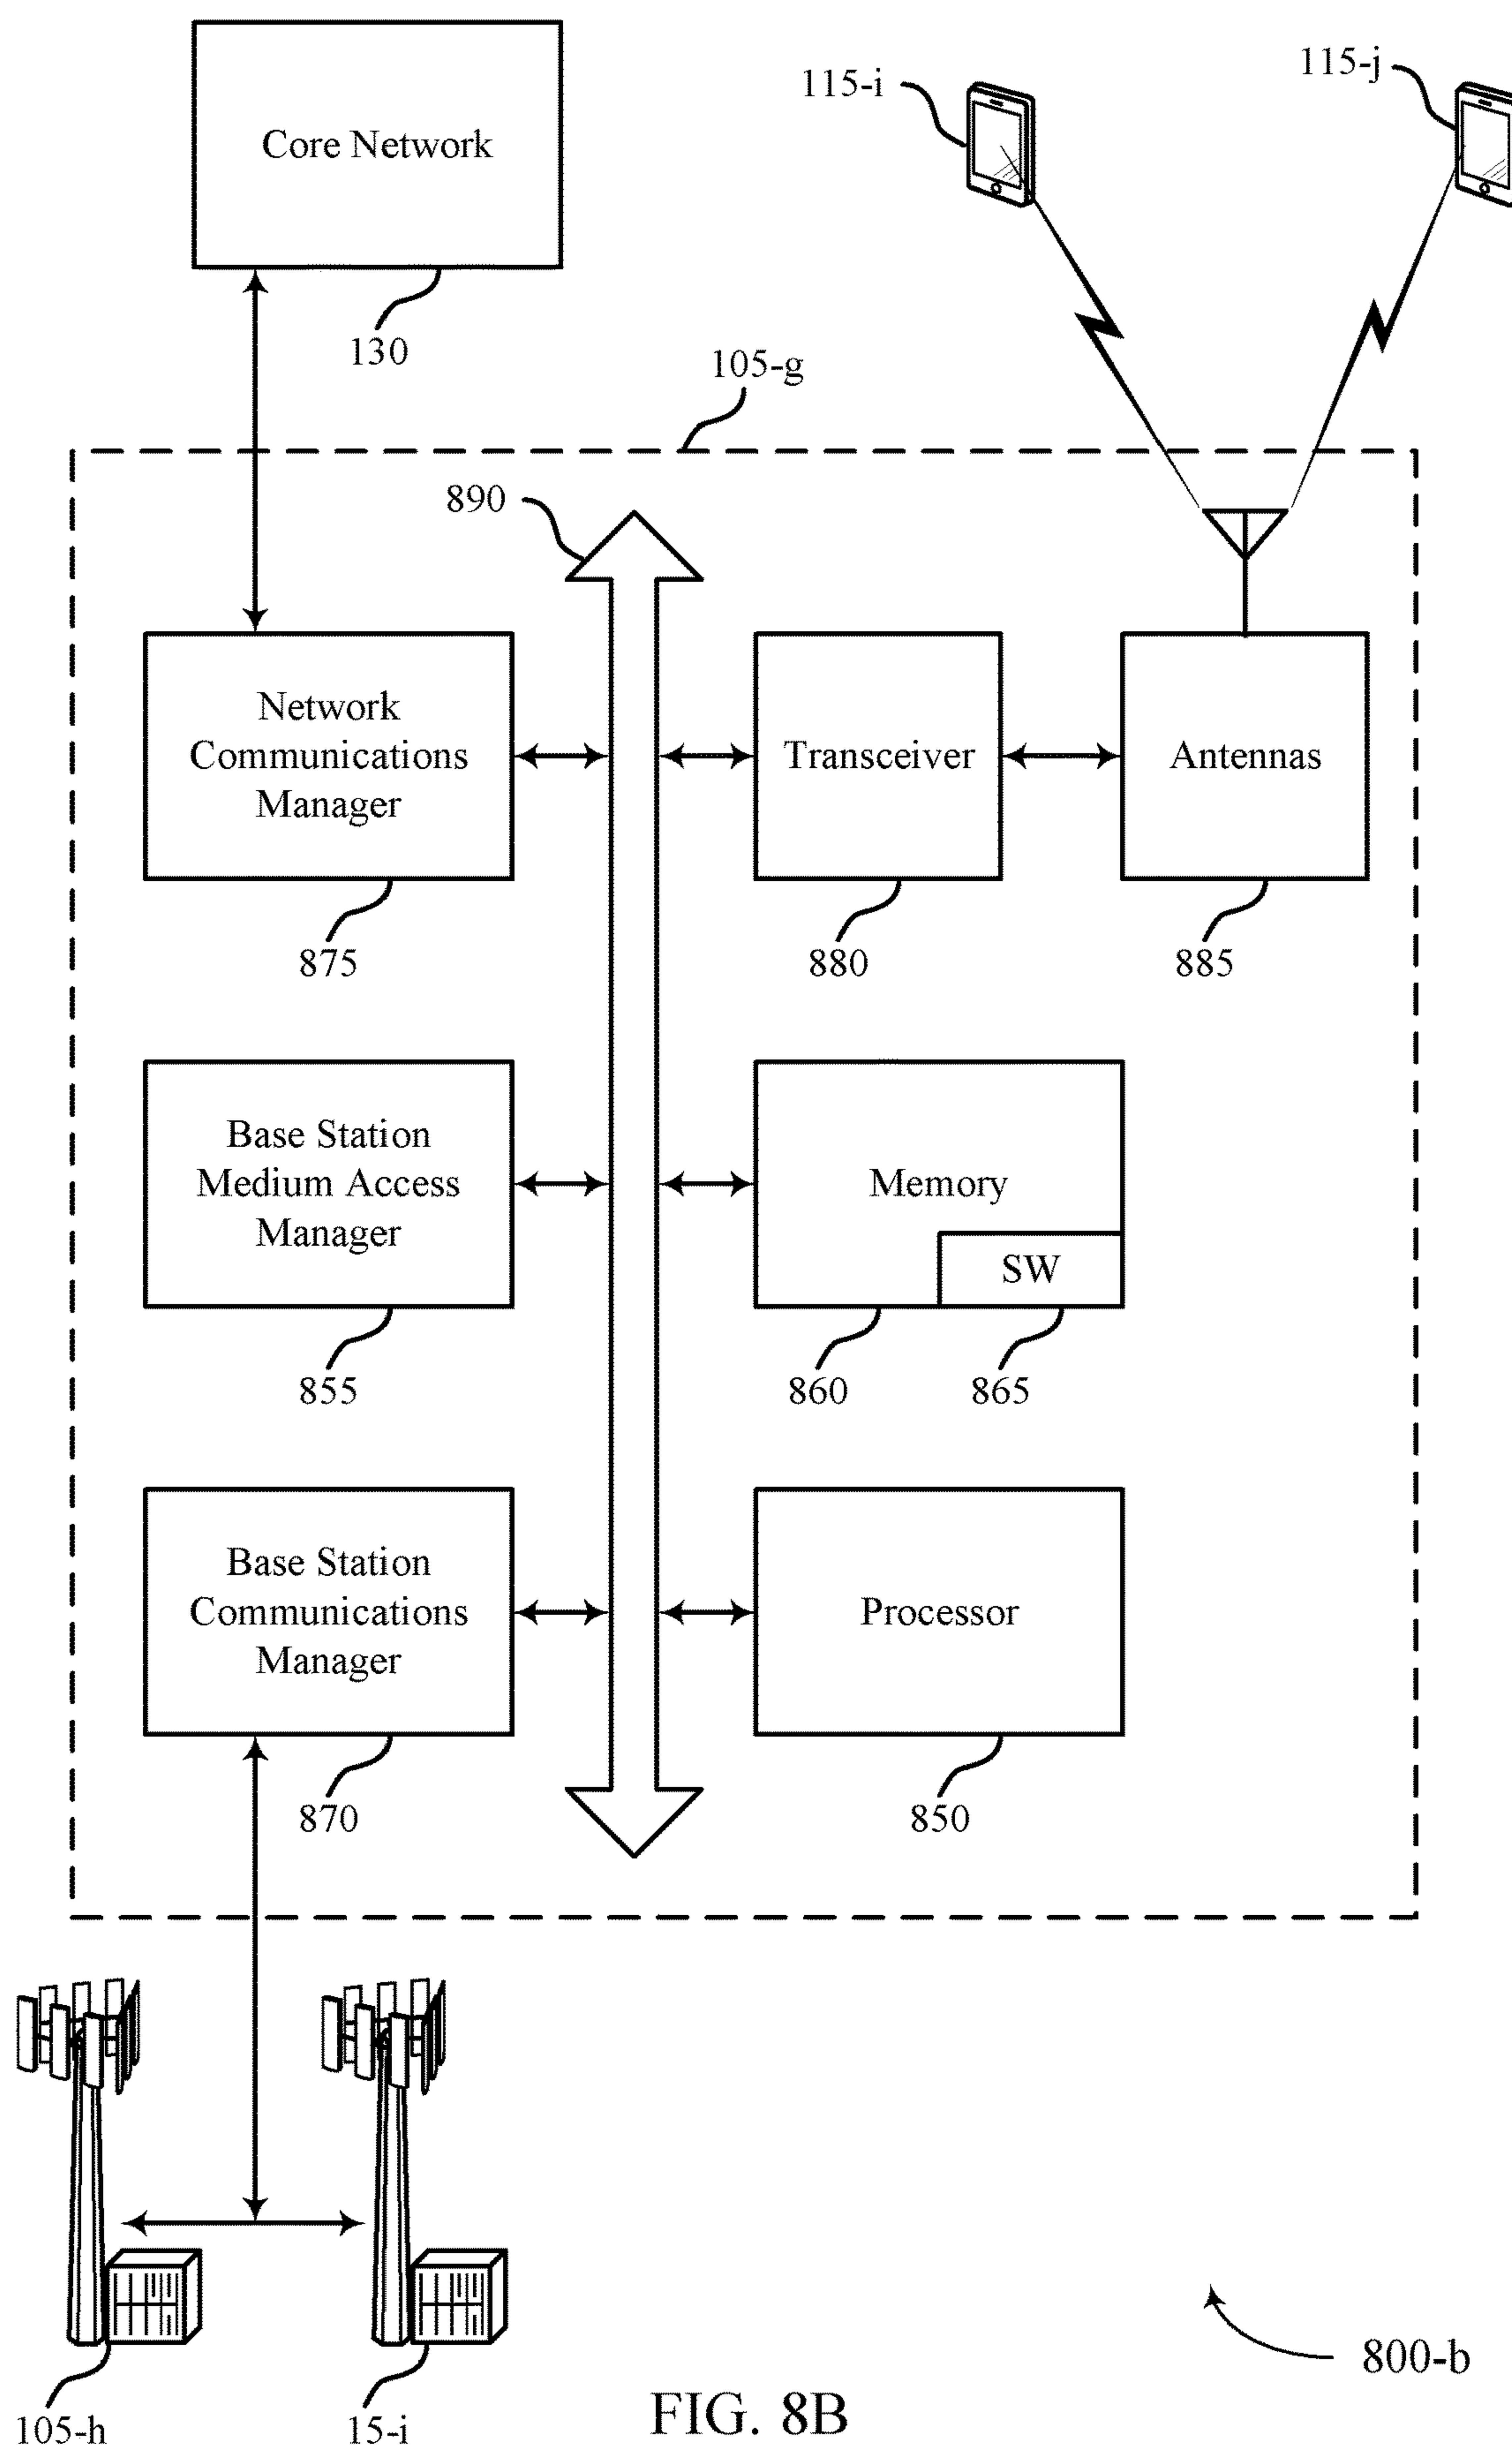 115-i
115-j
Core Network
130
105-g
890
Network
Communications
Manager
Transceiver
Antennas
875
880
885
Base Station
Medium Access
Manager
Memory
SW
855
860
865
Base Station
Communications
Manager
Processor
870
850
105-h
15-i
800-b
FIG. 8B